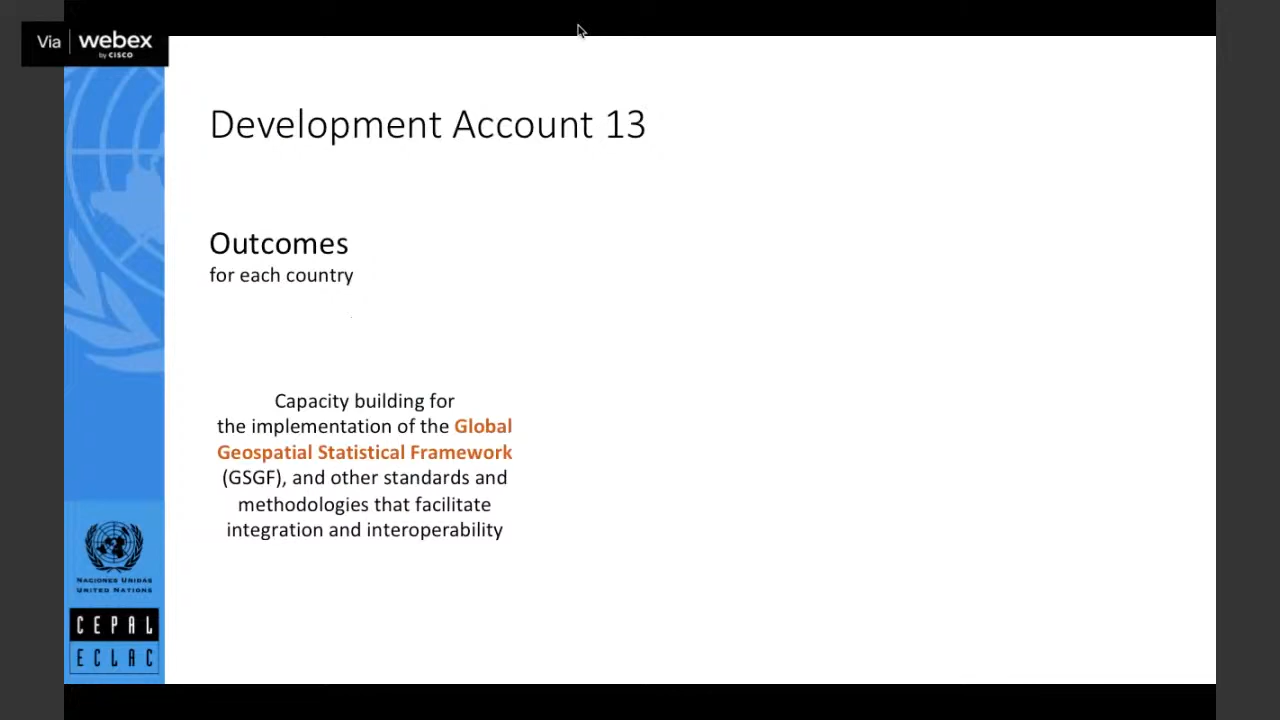 Via webex
by CISCO
Development Account 13
Outcomes
for each country
Capacity building for
the implementation of the Global
Geospatial Statistical Framework
(GSGF), and other standards and
methodologies that facilitate
integration and interoperability
NACIONES UNIDAS
UNITED NATIONS
CEPAL
ECLAC